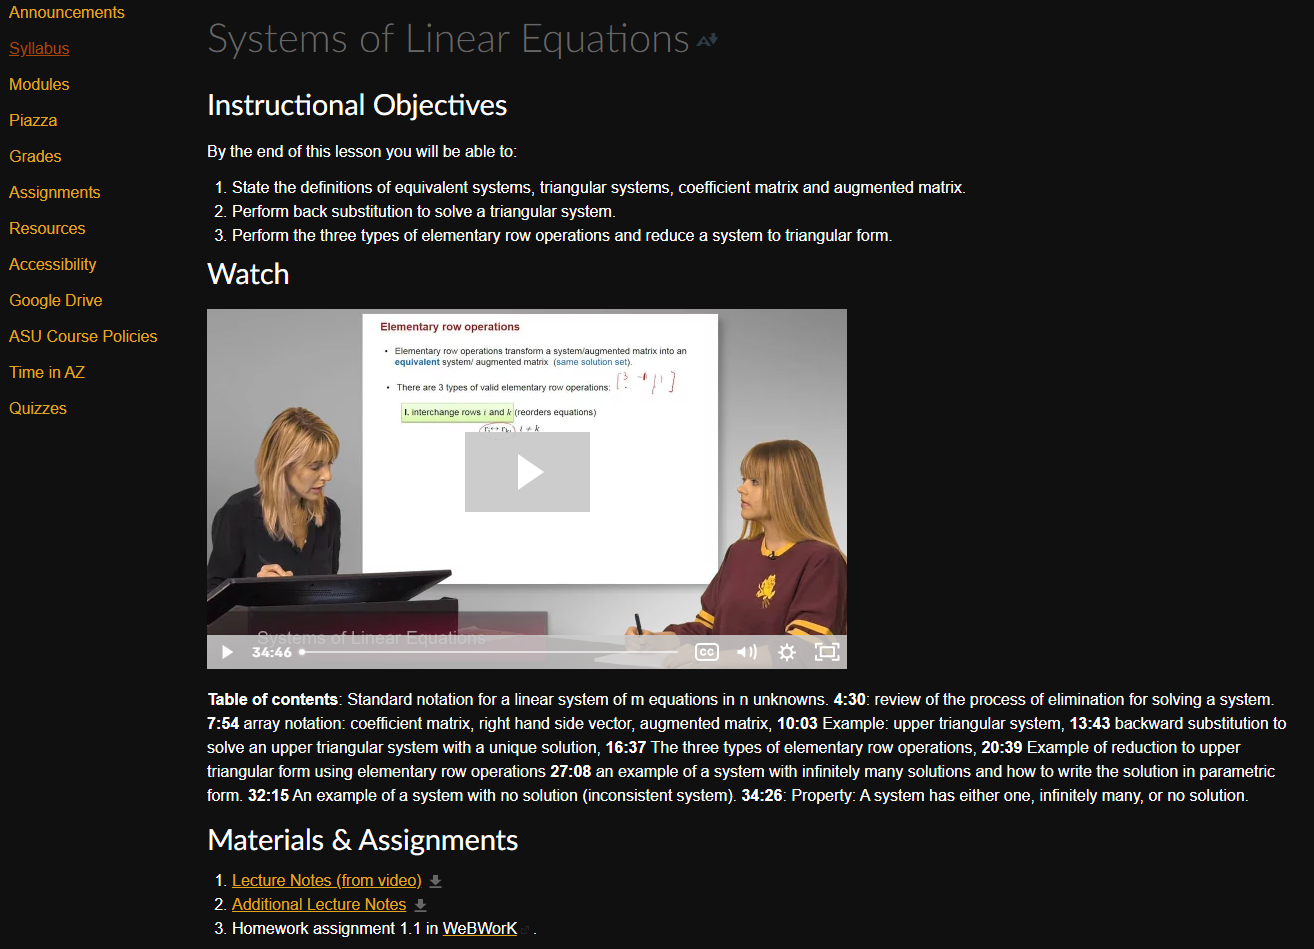 Announcements
Syllabus
Modules
Piazza
Grades
Assignments
Resources
Accessibility
Google Drive
ASU Course Policies
Time in AZ
Quizzes
Systems of Linear Equations
Instructional Objectives
By the end of this lesson you will be able to:
1. State the definitions of equivalent systems, triangular systems, coefficient matrix and augmented matrix.
2. Perform back substitution to solve a triangular system.
3. Perform the three types of elementary row operations and reduce a system to triangular form.
Watch
Elementary row operations
• Elementary row operations transform a system/augmented matrix into an
equivalent system/ augmented matrix (same solution set).
• There are 3 types of valid elementary row operations:
I. interchange rows i and k (reorders equations)
Systems of Linear Equations
34:46
CC
Table of contents: Standard notation for a linear system of m equations in n unknowns. 4:30: review of the process of elimination for solving a system.
7:54 array notation: coefficient matrix, right hand side vector, augmented matrix, 10:03 Example: upper triangular system, 13:43 backward substitution to
solve an upper triangular system with a unique solution, 16:37 The three types of elementary row operations, 20:39 Example of reduction to upper
triangular form using elementary row operations 27:08 an example of a system with infinitely many solutions and how to write the solution in parametric
form. 32:15 An example of a system with no solution (inconsistent system). 34:26: Property: A system has either one, infinitely many, or no solution.
Materials & Assignments
1. Lecture Notes (from video)
2. Additional Lecture Notes
3. Homework assignment 1.1 in WeBWorK .